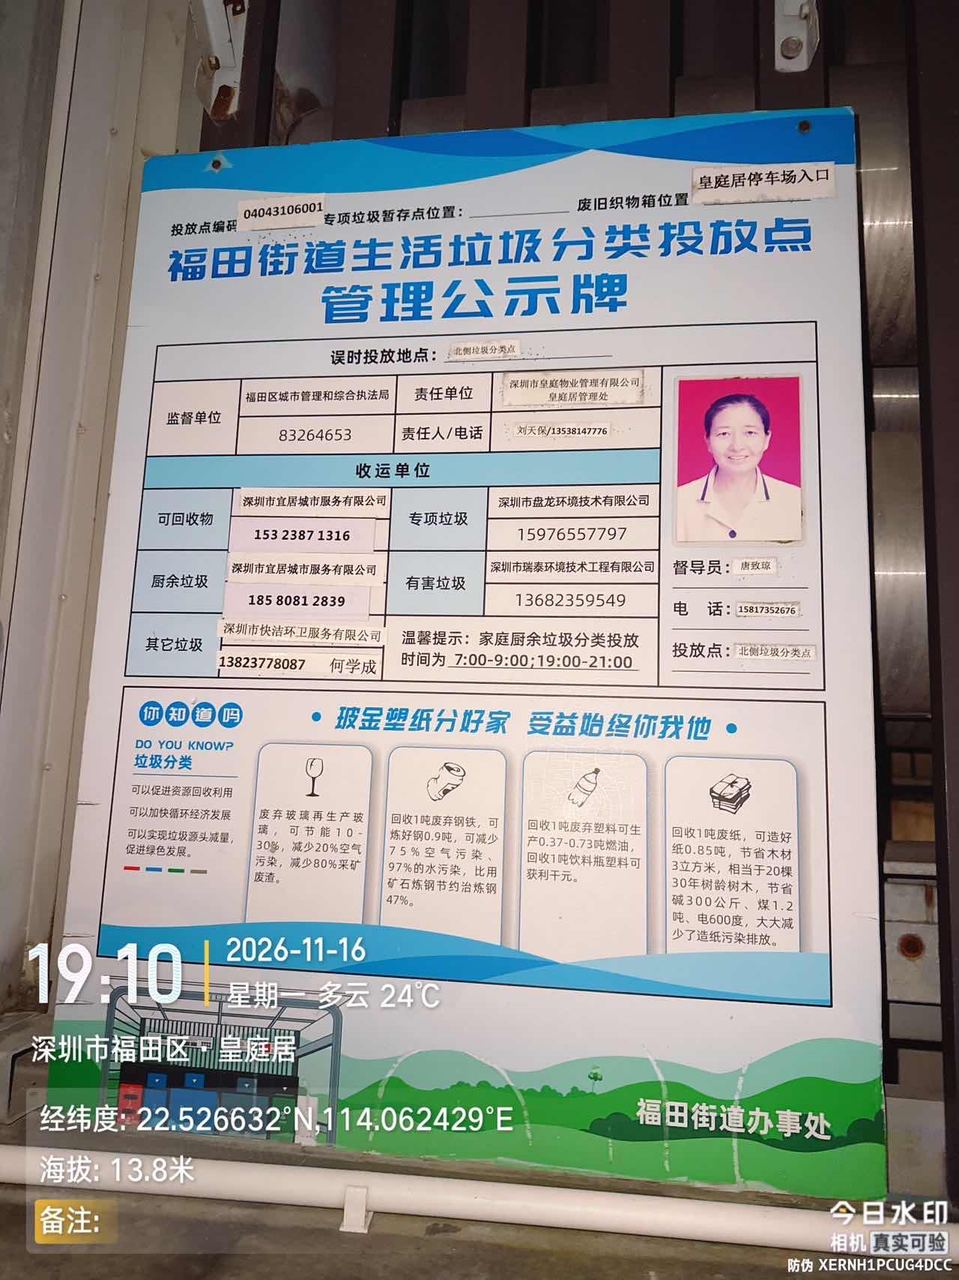 投放点编码 04043106001 专项垃圾暂存点位置： 废旧织物箱位置 皇庭居停车场入口
福田街道生活垃圾分类投放点
管理公示牌
误时投放地点： 北侧垃圾分类点
监督单位 福田区城市管理和综合执法局 责任单位 深圳市皇庭物业管理有限公司
皇庭居管理处
83264653 责任人/电话 刘天保/13538147776
收运单位
可回收物 深圳市宜居城市服务有限公司 专项垃圾 深圳市盘龙环境技术有限公司
153 2387 1316 15976557797
厨余垃圾 深圳市宜居城市服务有限公司 有害垃圾 深圳市瑞泰环境技术工程有限公司
185 8081 2839 13682359549
其它垃圾 深圳市快洁环卫服务有限公司
13823778087 何学成
温馨提示：家庭厨余垃圾分类投放
时间为 7:00-9:00;19:00-21:00
督导员： 唐致琼
电 话： 15817352676
投放点： 北侧垃圾分类点
你知道吗
DO YOU KNOW?
垃圾分类
可以促进资源回收利用
可以加快循环经济发展
可以实现垃圾源头减量，
促进绿色发展。
• 玻金塑纸分好家 受益始终你我他 •
废弃玻璃再生产玻
璃，可节能10-
30%，减少20%空气
污染，减少80%采矿
废渣。
回收1吨废弃钢铁，可
炼好钢0.9吨，可减少
75%空气污染、
97%的水污染，比用
矿石炼钢节约冶炼钢
47%。
回收1吨废弃塑料可生
产0.37-0.73吨燃油，
回收1吨饮料瓶塑料可
获利千元。
回收1吨废纸，可造好
纸0.85吨，节省木材
3立方米，相当于20棵
30年树龄树木，节省
碱300公斤、煤1.2
吨、电600度，大大减
少了造纸污染排放。
福田街道办事处
19:10
2026-11-16
星期一 多云 24℃
深圳市福田区·皇庭居
经纬度: 22.526632°N, 114.062429°E
海拔: 13.8米
备注:
今日水印
相机 真实可验
防伪 XERNH1PCUG4DCC